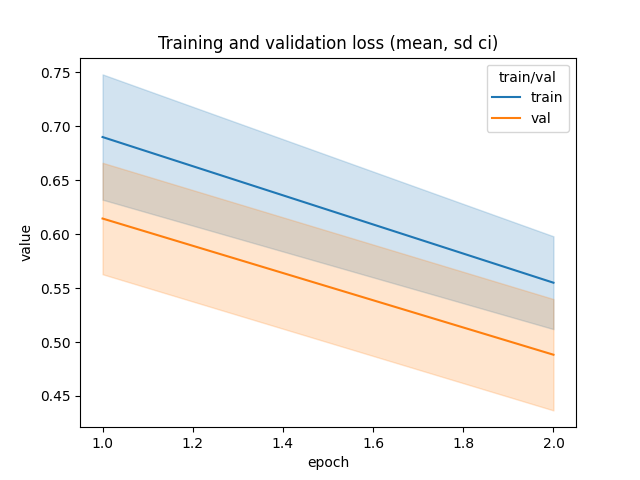 Training and validation loss (mean, sd ci)
train/val
train
val
value
0.75
0.70
0.65
0.60
0.55
0.50
0.45
1.0 1.2 1.4 1.6 1.8 2.0
epoch